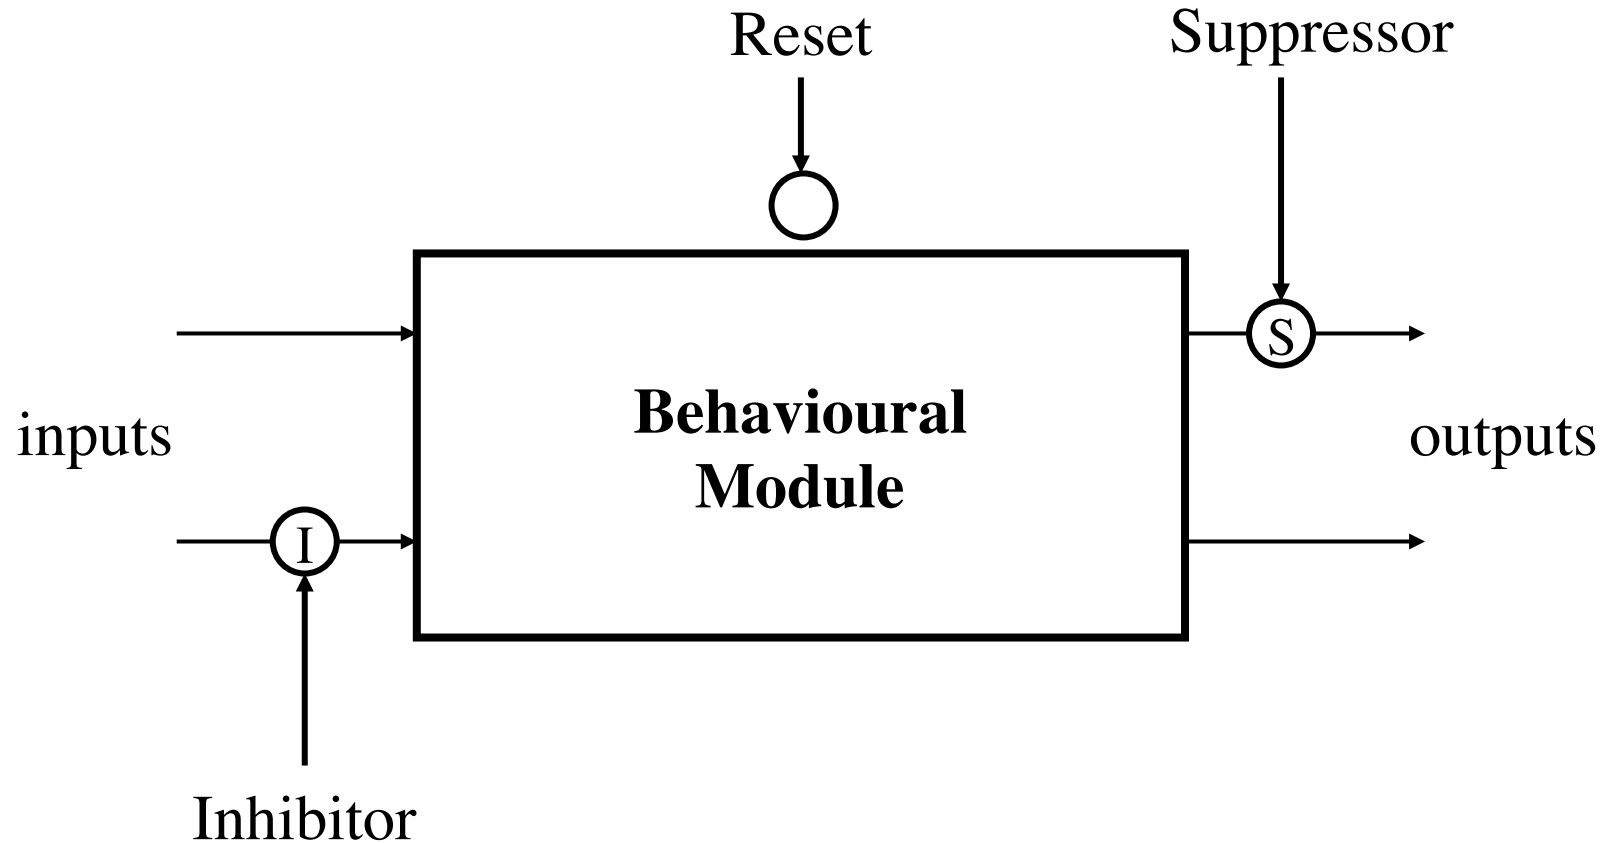 Reset
Suppressor
S
inputs
Behavioural
Module
outputs
I
Inhibitor